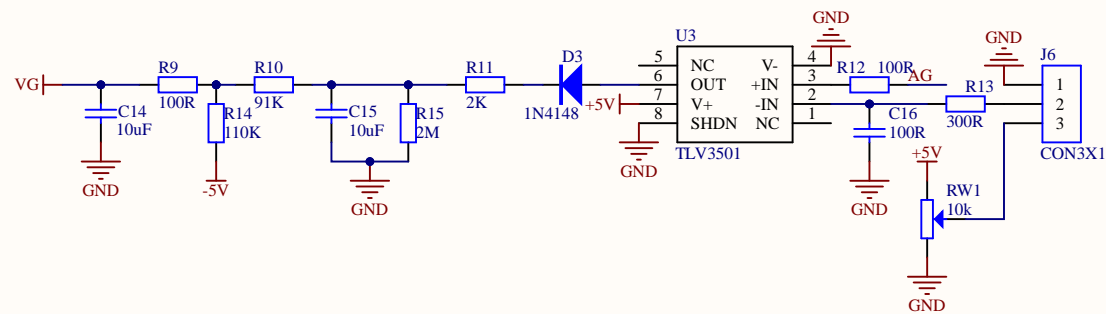 VG
R9
100R
C14
10uF
GND
R14
110K
-5V
R10
91K
C15
10uF
R15
2M
GND
R11
2K
D3
1N4148
U3
5
6
7
8
NC
OUT
V+
SHDN
V-
+IN
-IN
NC
4
3
2
1
TLV3501
+5V
GND
GND
R12
100R
AG
C16
100R
GND
R13
300R
GND
J6
1
2
3
CON3X1
+5V
RW1
10k
GND